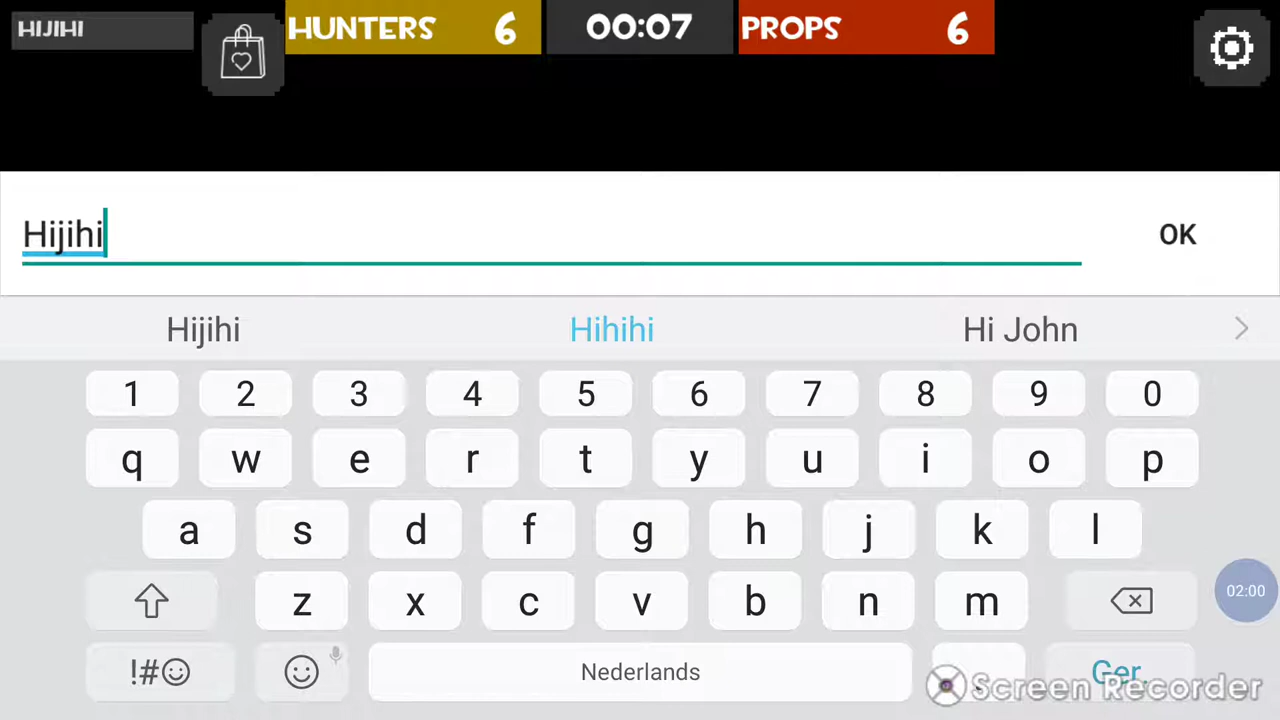 HIJIHI
HUNTERS 6 00:07 PROPS 6
Hijihi OK
Hijihi Hihihi Hi John
1 2 3 4 5 6 7 8 9 0
q w e r t y u i o p
a s d f g h j k l
z x c v b n m
02:00
!#☺ Nederlands Ger.
Screen Recorder